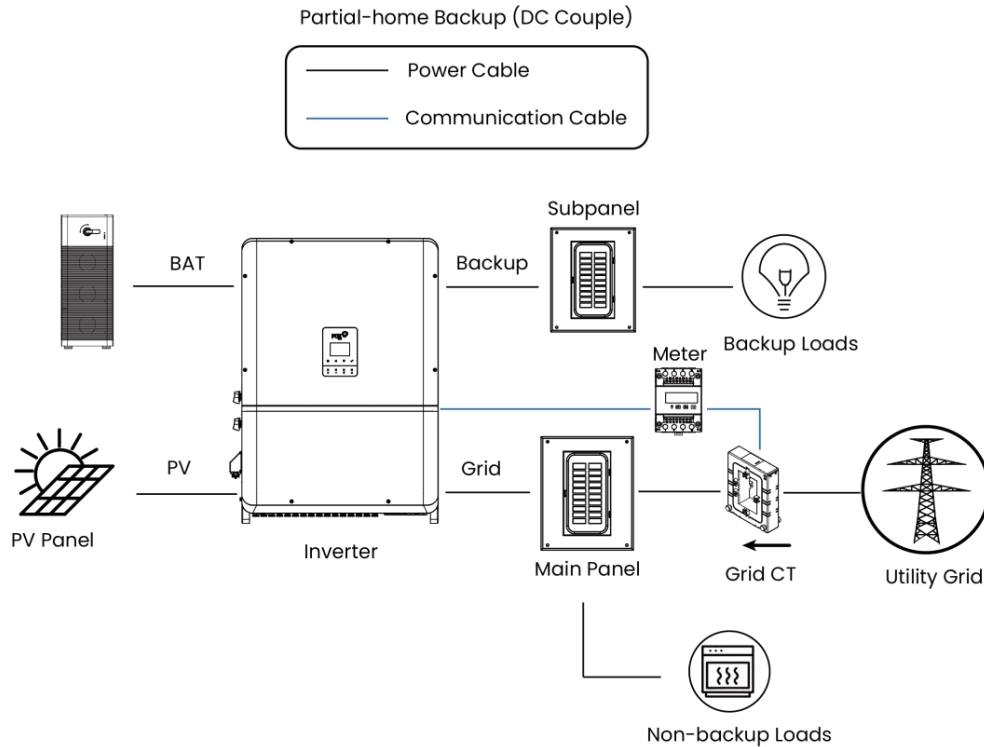 Partial-home Backup (DC Couple)
Power Cable
Communication Cable
Subpanel
BAT
Backup
Backup Loads
Meter
PV
Grid
PV Panel
Inverter
Main Panel
Grid CT
Utility Grid
Non-backup Loads